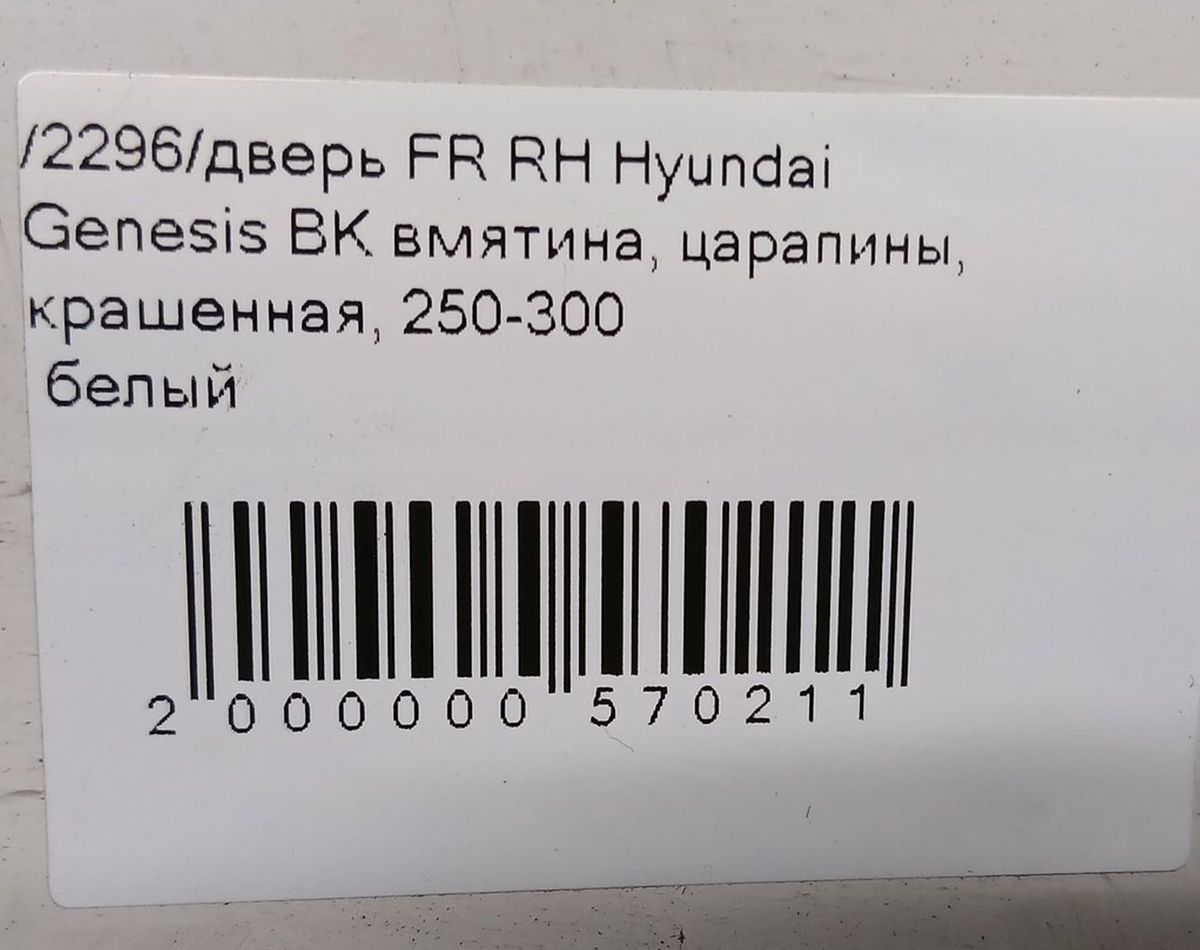 /2296/дверь FR RH Hyundai
Genesis BK вмятина, царапины,
крашенная, 250-300
белый
2 000000 570211